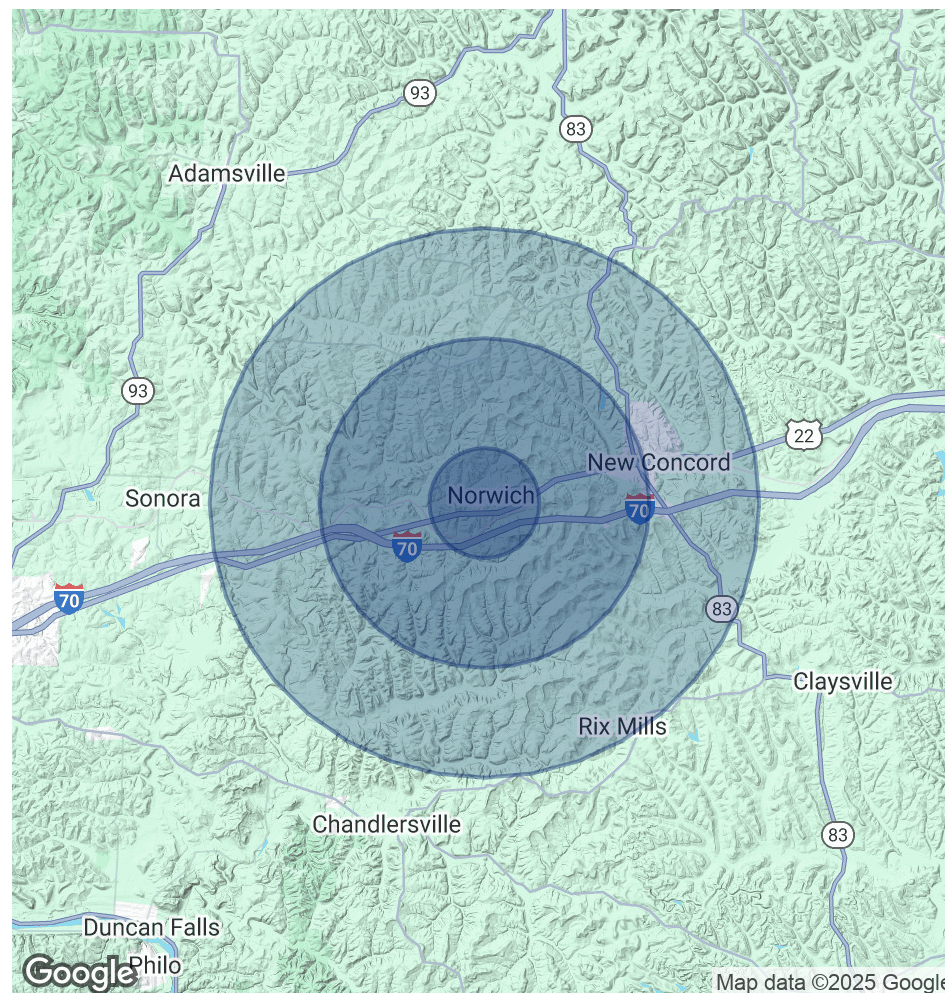 93
83
Adamsville
93
22
New Concord
Norwich
Sonora
70
70
70
83
Claysville
Rix Mills
Chandlersville
83
Duncan Falls
Philo
Google
Map data ©2025 Google